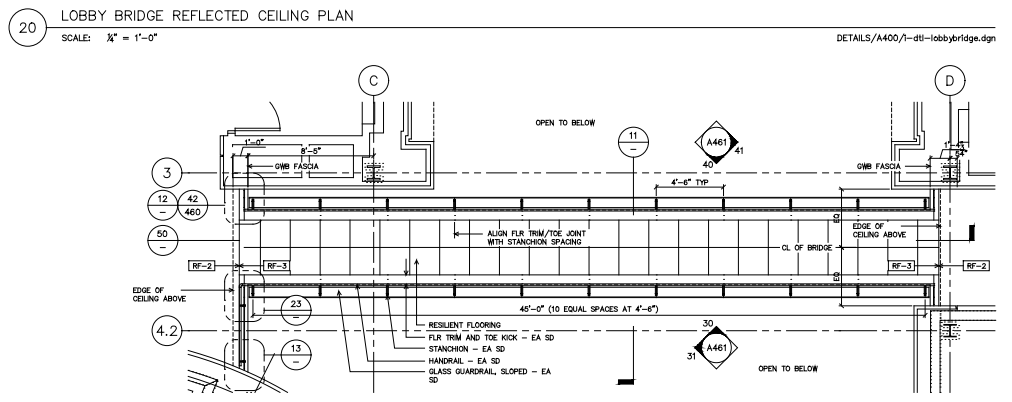 20
LOBBY BRIDGE REFLECTED CEILING PLAN
SCALE: ¼" = 1'-0"
DETAILS/A400/1-dtl-lobbybridge.dgn
C
D
OPEN TO BELOW
11
–
A461
41
40
1'-0"
8'-5"
GWB FASCIA
GWB FASCIA
3
4'-6" TYP
12
–
42
460
50
–
EQ
ALIGN FLR TRIM/TOE JOINT
WITH STANCHION SPACING
CL OF BRIDGE
EDGE OF
CEILING ABOVE
RF-2
RF-3
RF-3
RF-2
EQ
EDGE OF
CEILING ABOVE
23
–
45'-0" (10 EQUAL SPACES AT 4'-6")
4.2
RESILIENT FLOORING
FLR TRIM AND TOE KICK - EA SD
STANCHION - EA SD
HANDRAIL - EA SD
GLASS GUARDRAIL, SLOPED - EA
SD
30
A461
31
13
–
OPEN TO BELOW